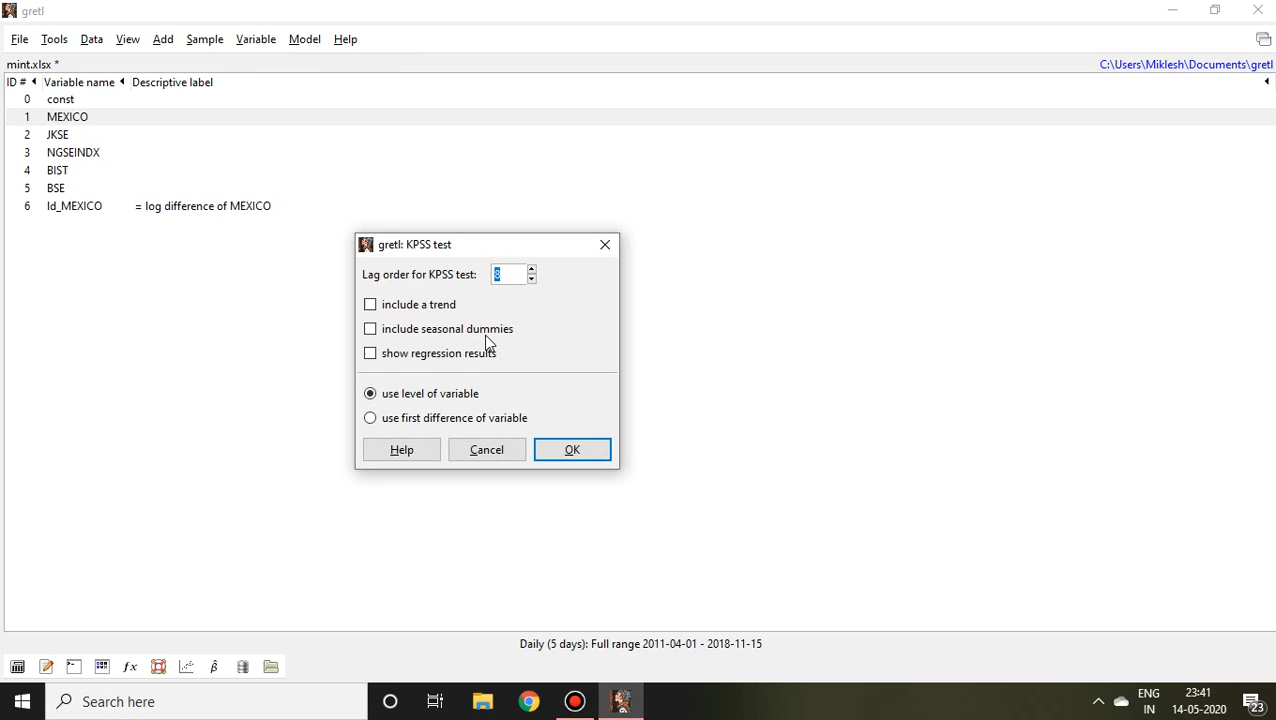 gretl
File Tools Data View Add Sample Variable Model Help
mint.xlsx * C:\Users\Miklesh\Documents\gretl
ID # Variable name Descriptive label
0 const
1 MEXICO
2 JKSE
3 NGSEINDX
4 BIST
5 BSE
6 ld_MEXICO = log difference of MEXICO
gretl: KPSS test
Lag order for KPSS test: 8
include a trend
include seasonal dummies
show regression results
use level of variable
use first difference of variable
Help Cancel OK
Daily (5 days): Full range 2011-04-01 - 2018-11-15
fx β
Search here
ENG 23:41
IN 14-05-2020 23